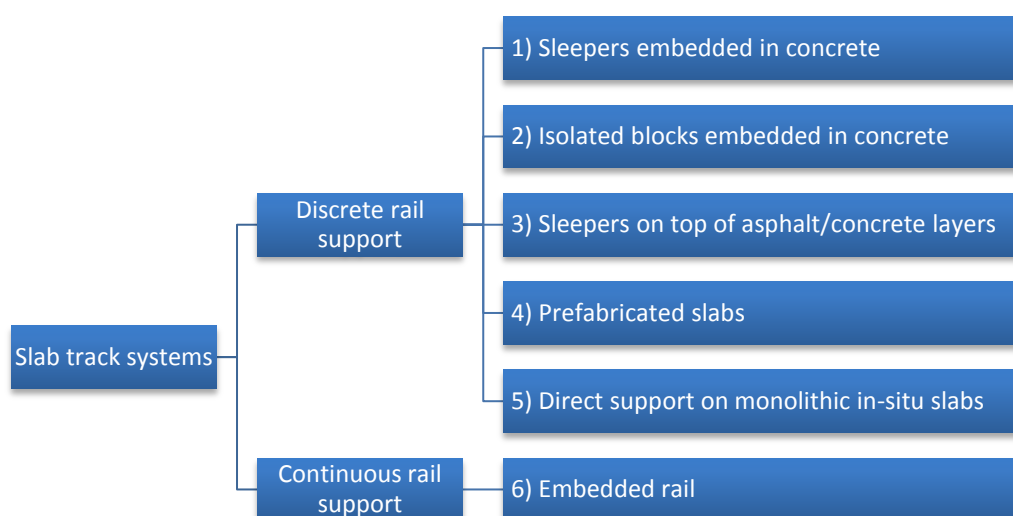 1) Sleepers embedded in concrete
2) Isolated blocks embedded in concrete
Discrete rail
support
3) Sleepers on top of asphalt/concrete layers
4) Prefabricated slabs
Slab track systems
5) Direct support on monolithic in-situ slabs
Continuous rail
support
6) Embedded rail